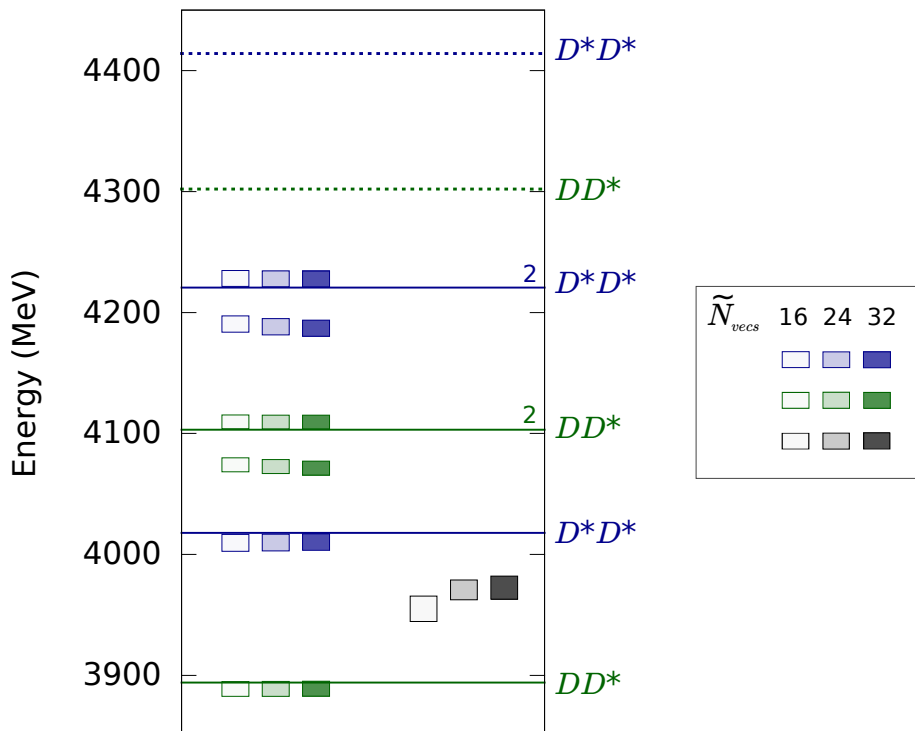 D*D*
4400
4300
DD*
2
D*D*
4200
Energy (MeV)
Ñvecs 16 24 32
4100
2
DD*
D*D*
4000
3900
DD*